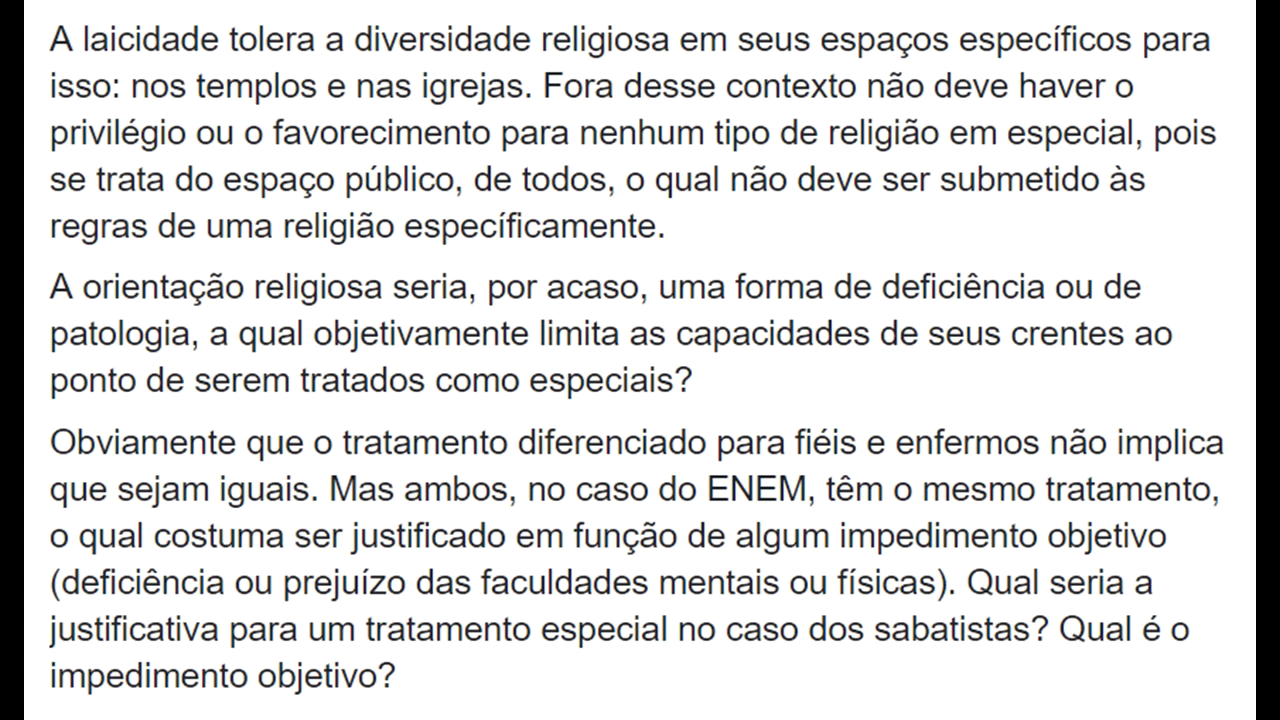 A laicidade tolera a diversidade religiosa em seus espaços específicos para
isso: nos templos e nas igrejas. Fora desse contexto não deve haver o
privilégio ou o favorecimento para nenhum tipo de religião em especial, pois
se trata do espaço público, de todos, o qual não deve ser submetido às
regras de uma religião específicamente.
A orientação religiosa seria, por acaso, uma forma de deficiência ou de
patologia, a qual objetivamente limita as capacidades de seus crentes ao
ponto de serem tratados como especiais?
Obviamente que o tratamento diferenciado para fiéis e enfermos não implica
que sejam iguais. Mas ambos, no caso do ENEM, têm o mesmo tratamento,
o qual costuma ser justificado em função de algum impedimento objetivo
(deficiência ou prejuízo das faculdades mentais ou físicas). Qual seria a
justificativa para um tratamento especial no caso dos sabatistas? Qual é o
impedimento objetivo?